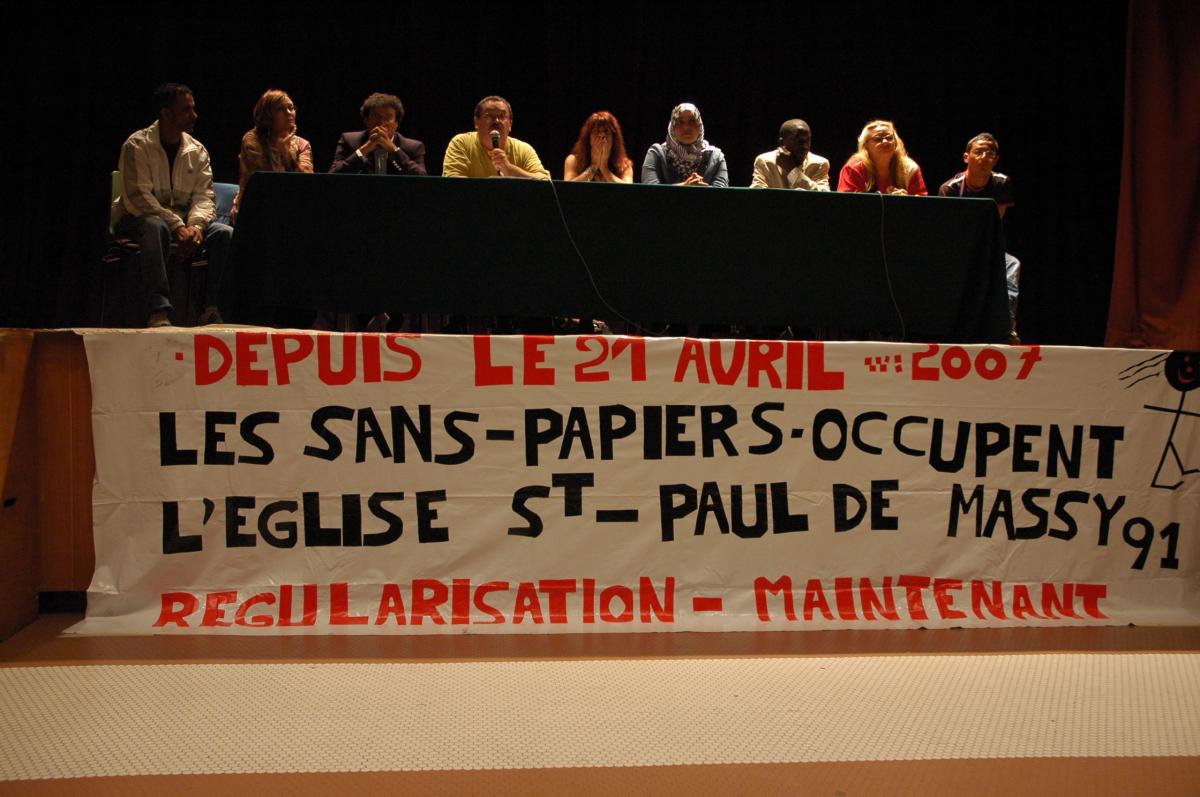 . DEPUIS LE 21 AVRIL ... : 2007
LES SANS-PAPIERS • OCCUPENT
L'EGLISE ST - PAUL DE MASSY 91
REGULARISATION - MAINTENANT